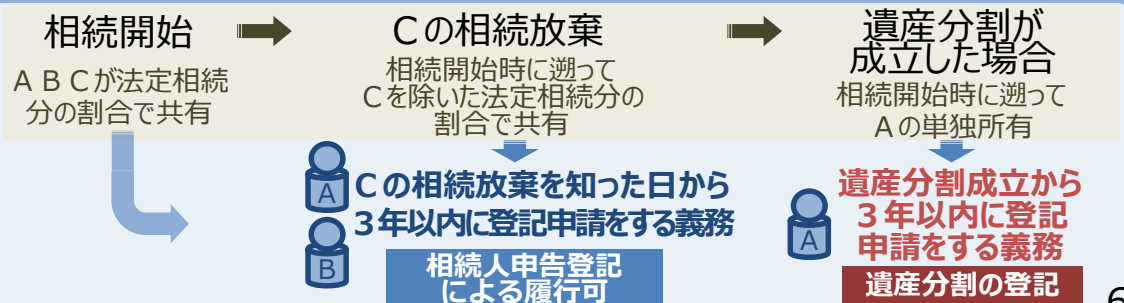 相続開始
ＡＢＣが法定相続
分の割合で共有
Ｃの相続放棄
相続開始時に遡って
Ｃを除いた法定相続分の
割合で共有
遺産分割が
成立した場合
相続開始時に遡って
Ａの単独所有
A
B
Ｃの相続放棄を知った日から
３年以内に登記申請をする義務
相続人申告登記
による履行可
A
遺産分割成立から
３年以内に登記
申請をする義務
遺産分割の登記